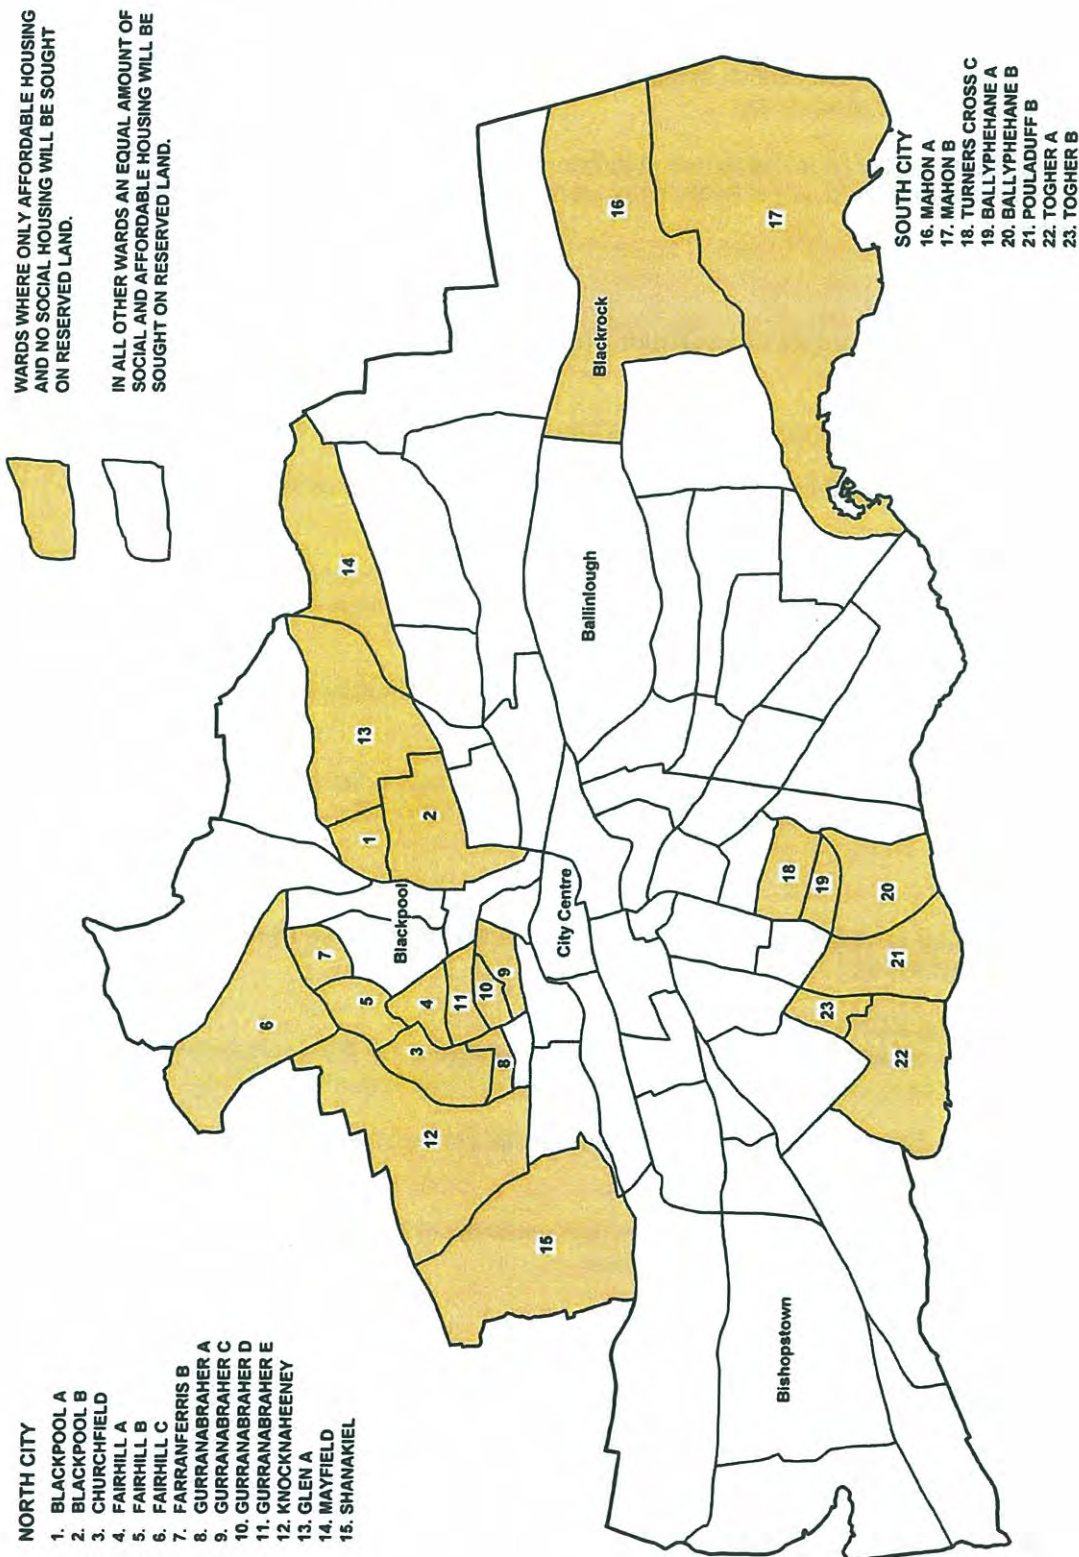 NORTH CITY
1. BLACKPOOL A
2. BLACKPOOL B
3. CHURCHFIELD
4. FAIRHILL A
5. FAIRHILL B
6. FAIRHILL C
7. FARRANFERRIS B
8. GURRANABRAHER A
9. GURRANABRAHER C
10. GURRANABRAHER D
11. GURRANABRAHER E
12. KNOCKNAHEENEY
13. GLEN A
14. MAYFIELD
15. SHANAKIEL
WARDS WHERE ONLY AFFORDABLE HOUSING
AND NO SOCIAL HOUSING WILL BE SOUGHT
ON RESERVED LAND.
IN ALL OTHER WARDS AN EQUAL AMOUNT OF
SOCIAL AND AFFORDABLE HOUSING WILL BE
SOUGHT ON RESERVED LAND.
6
7
5
12
3
4
11
10
9
8
15
Blackpool
1
2
13
14
City Centre
Ballinlough
Blackrock
16
17
Bishopstown
18
19
20
21
23
22
SOUTH CITY
16. MAHON A
17. MAHON B
18. TURNERS CROSS C
19. BALLYPHEHANE A
20. BALLYPHEHANE B
21. POULADUFF B
22. TOGHER A
23. TOGHER B